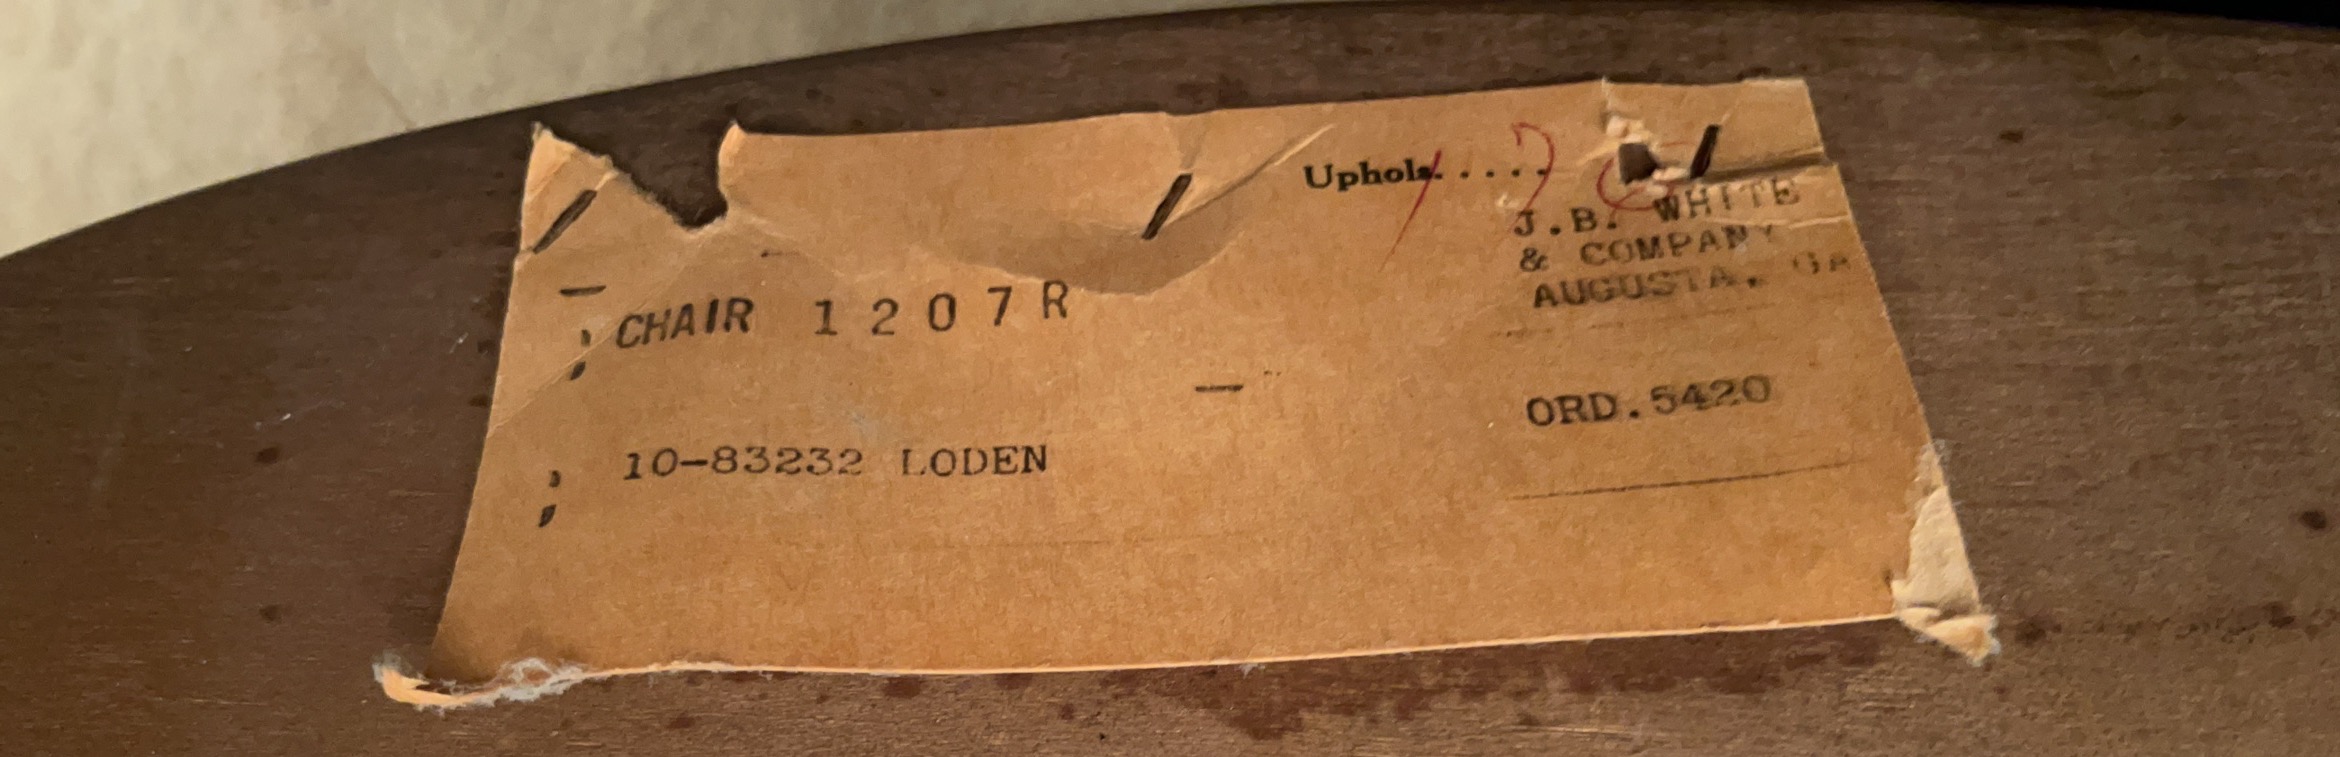 Uphols.....
J.B. WHITE
& COMPANY
AUGUSTA, GA
CHAIR 1207R
ORD.5420
10-83232 LODEN